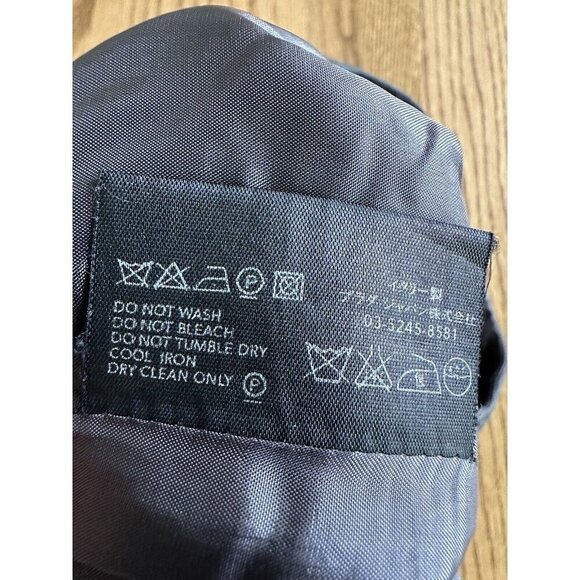 DO NOT WASH
DO NOT BLEACH
DO NOT TUMBLE DRY
COOL IRON
DRY CLEAN ONLY Ⓟ
イタリー製
プラダ ジャパン株式会社
03-5245-8581